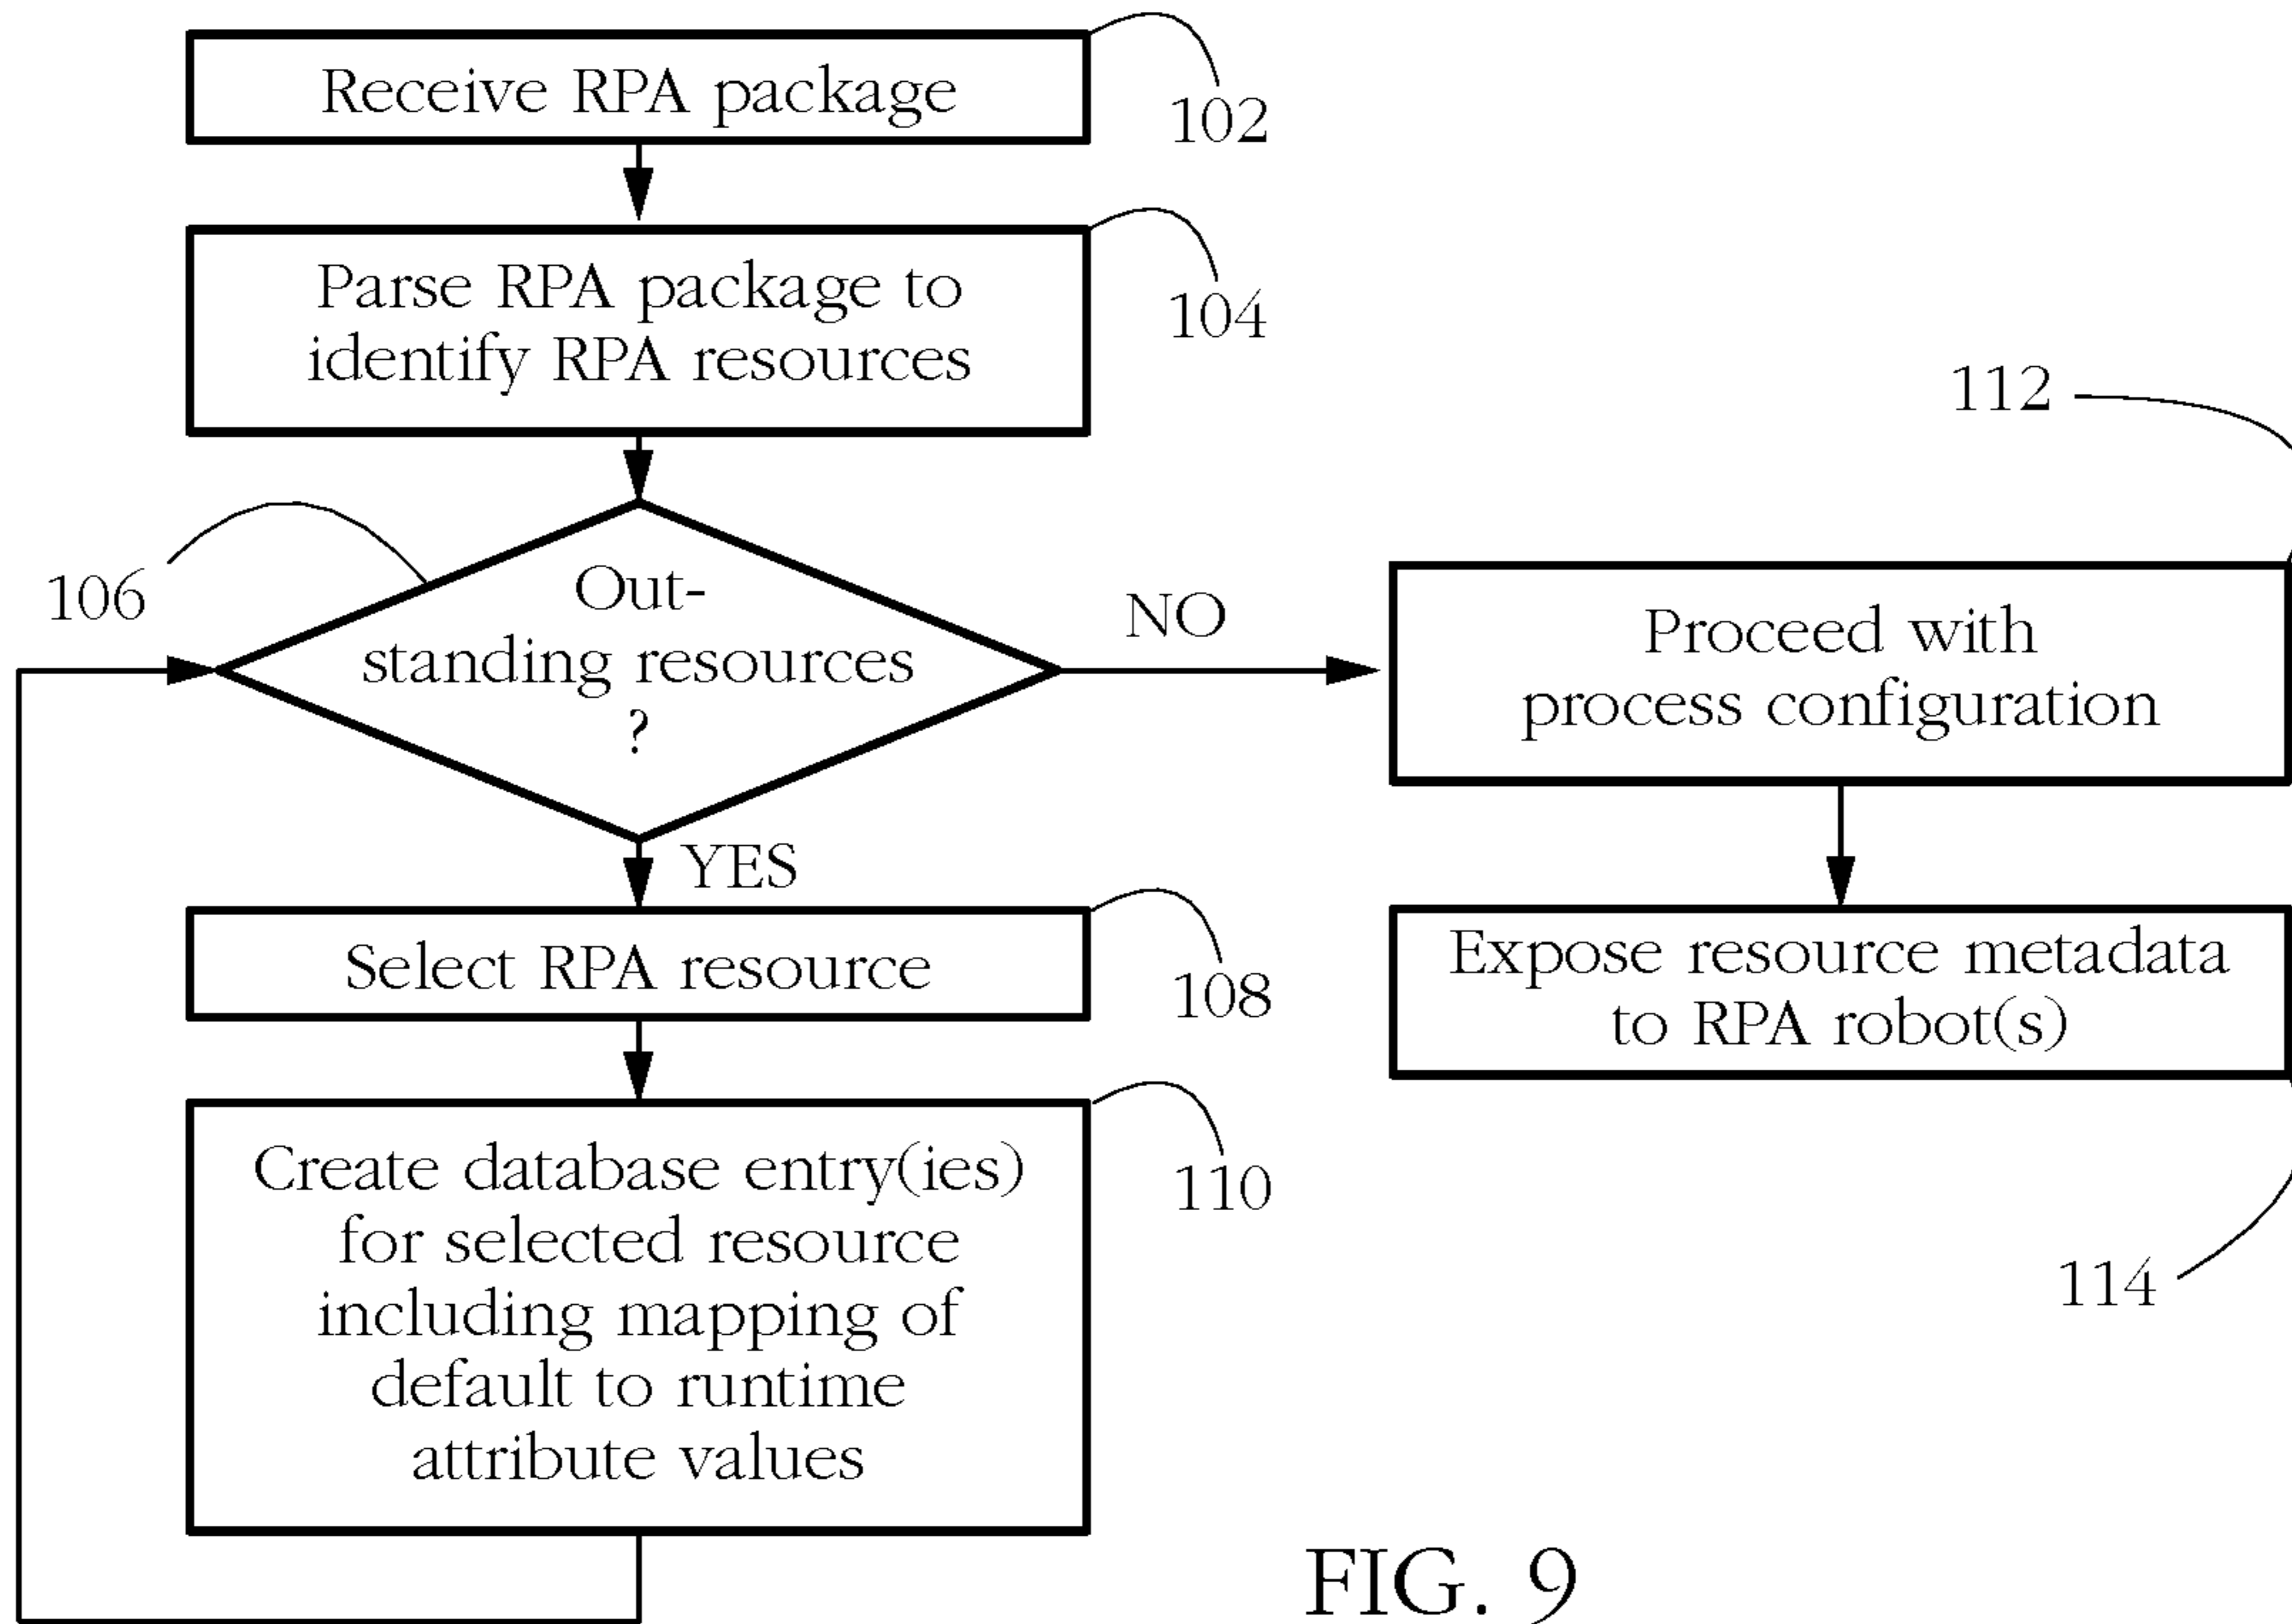 Receive RPA package
102
Parse RPA package to
identify RPA resources
104
106
Out-
standing resources
?
NO
YES
Select RPA resource
108
Create database entry(ies)
for selected resource
including mapping of
default to runtime
attribute values
110
112
Proceed with
process configuration
Expose resource metadata
to RPA robot(s)
114
FIG. 9